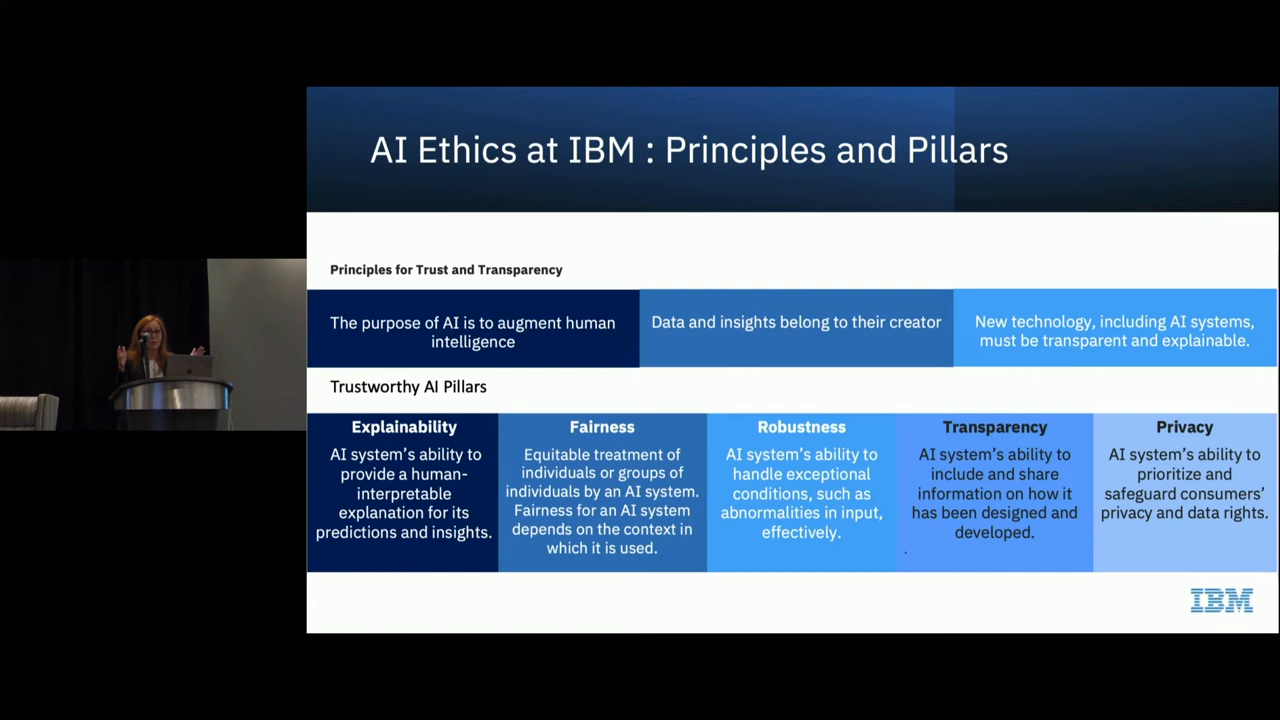 AI Ethics at IBM : Principles and Pillars
Principles for Trust and Transparency
The purpose of AI is to augment human
intelligence
Data and insights belong to their creator
New technology, including AI systems,
must be transparent and explainable.
Trustworthy AI Pillars
Explainability
AI system’s ability to
provide a human-
interpretable
explanation for its
predictions and insights.
Fairness
Equitable treatment of
individuals or groups of
individuals by an AI system.
Fairness for an AI system
depends on the context in
which it is used.
Robustness
AI system’s ability to
handle exceptional
conditions, such as
abnormalities in input,
effectively.
Transparency
AI system’s ability to
include and share
information on how it
has been designed and
developed.
Privacy
AI system’s ability to
prioritize and
safeguard consumers’
privacy and data rights.
IBM